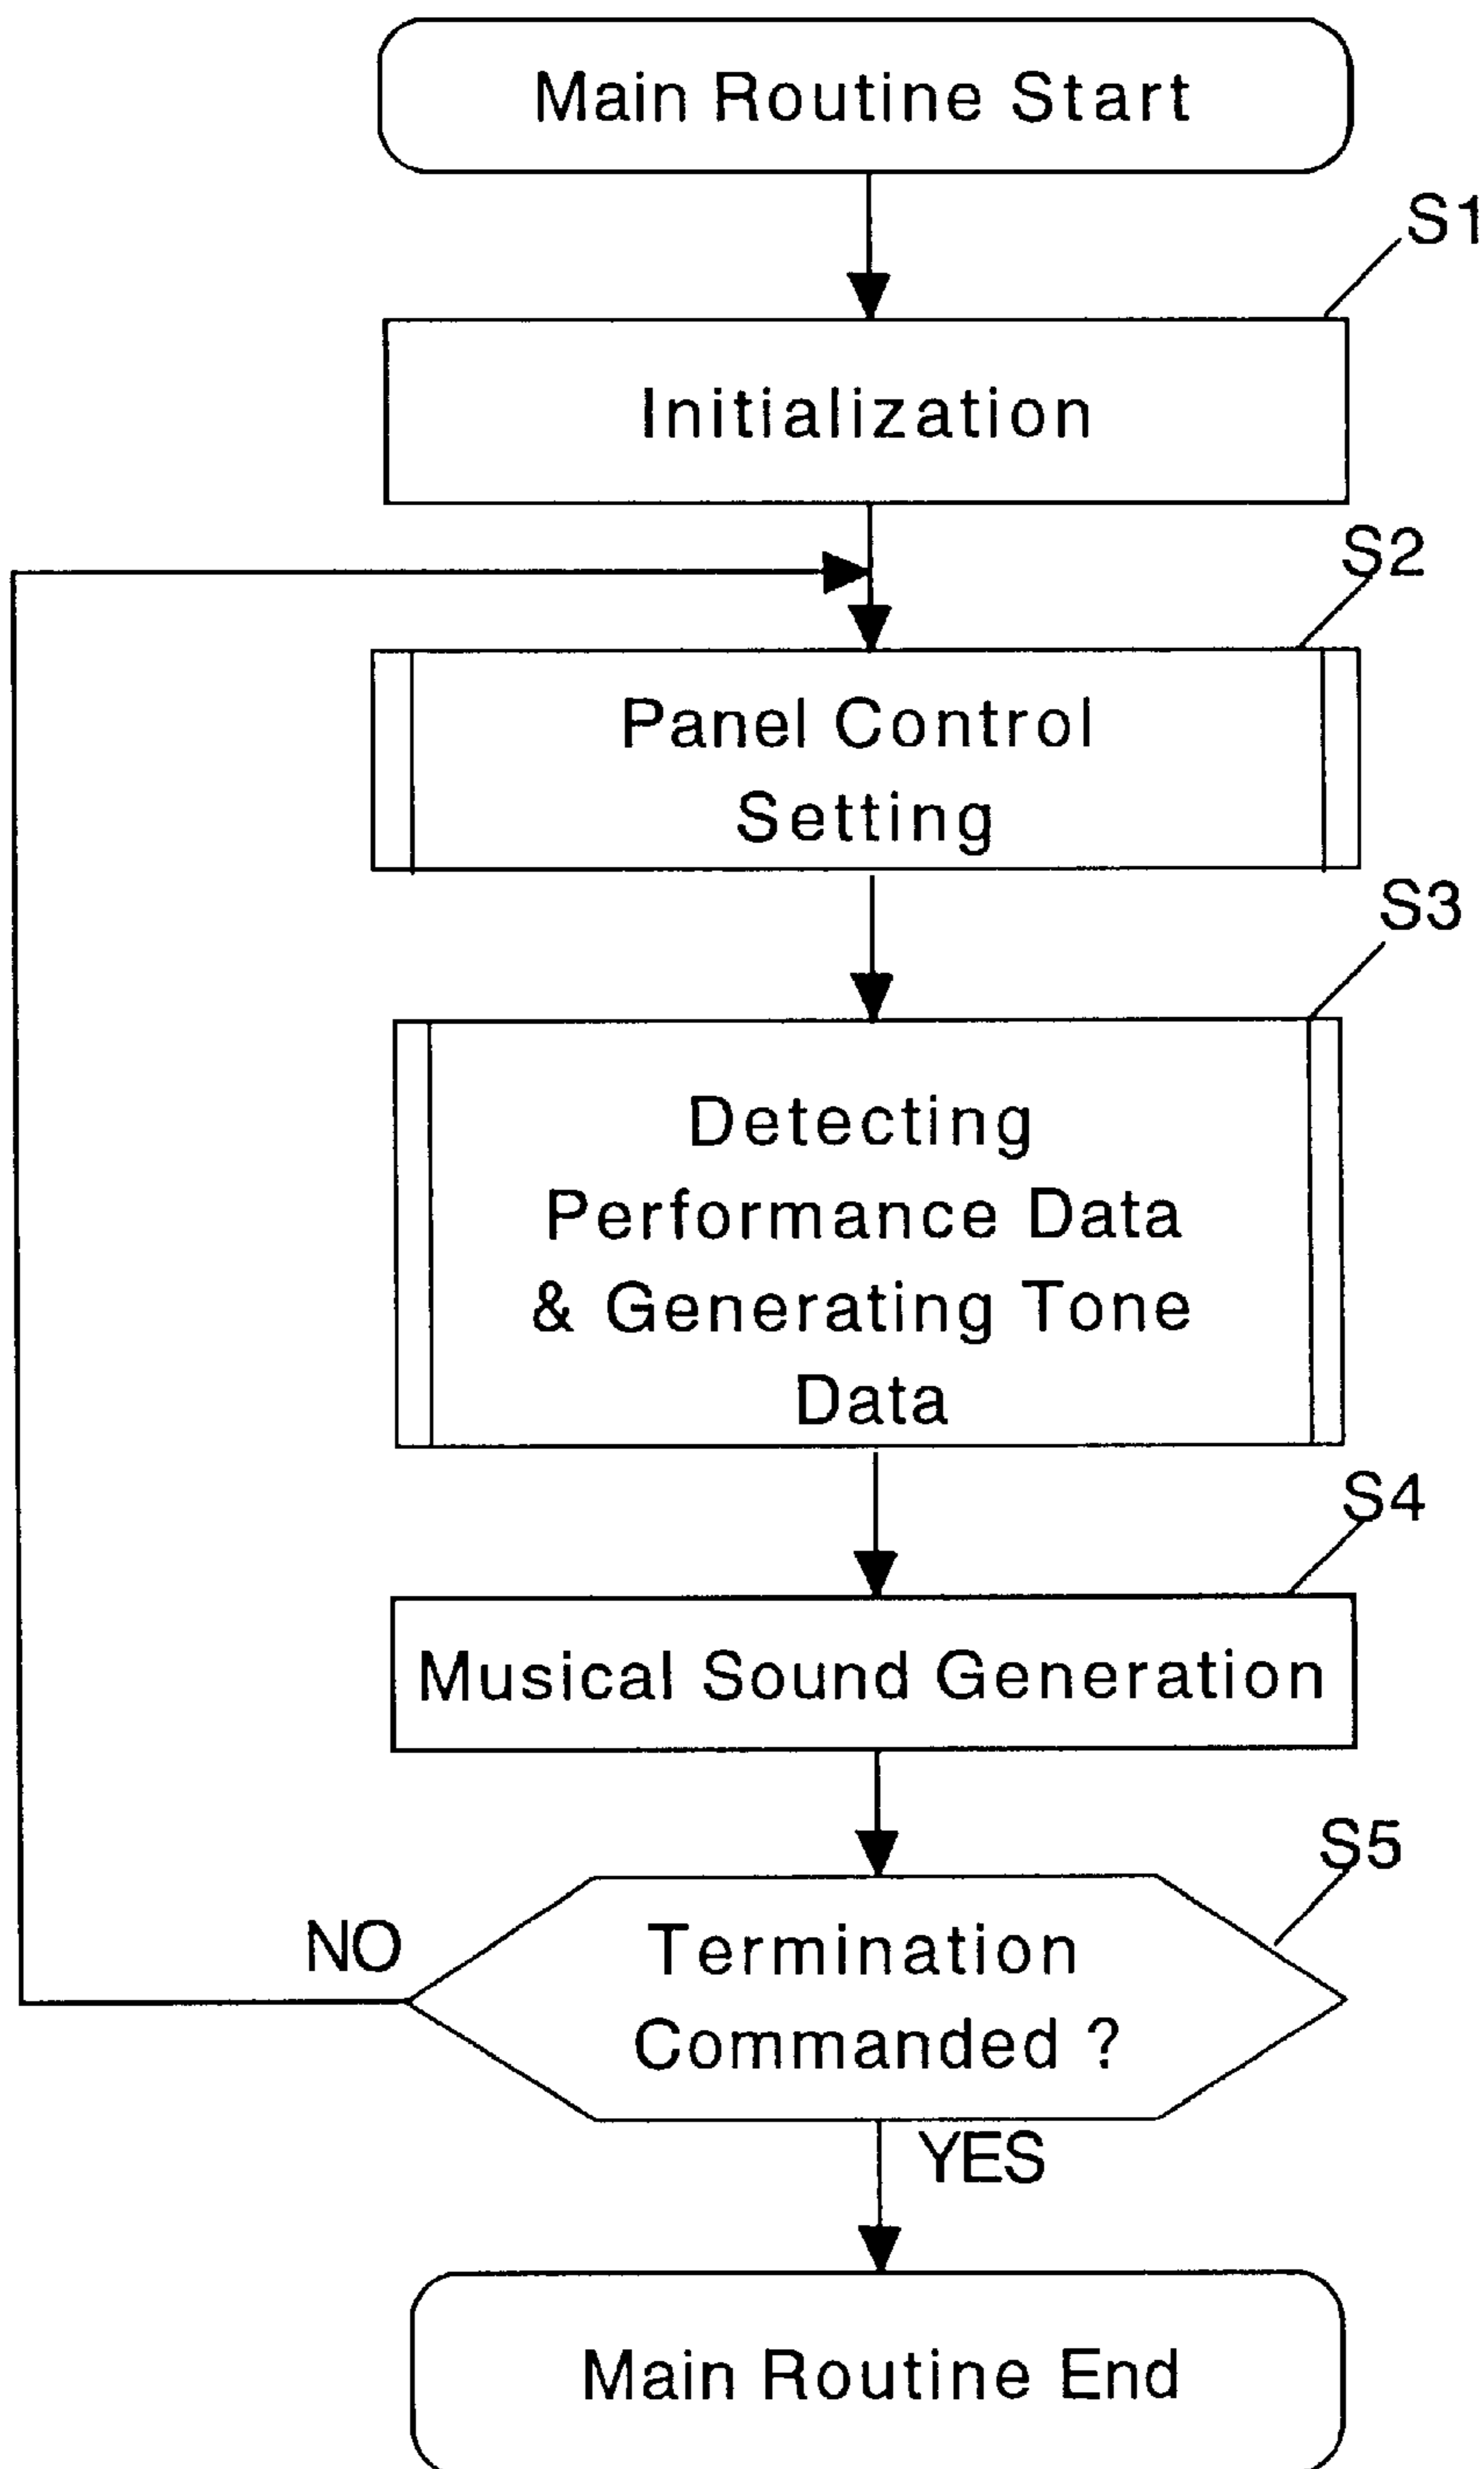 Main Routine Start
S1
Initialization
S2
Panel Control
Setting
S3
Detecting
Performance Data
& Generating Tone
Data
S4
Musical Sound Generation
S5
NO
Termination
Commanded ?
YES
Main Routine End